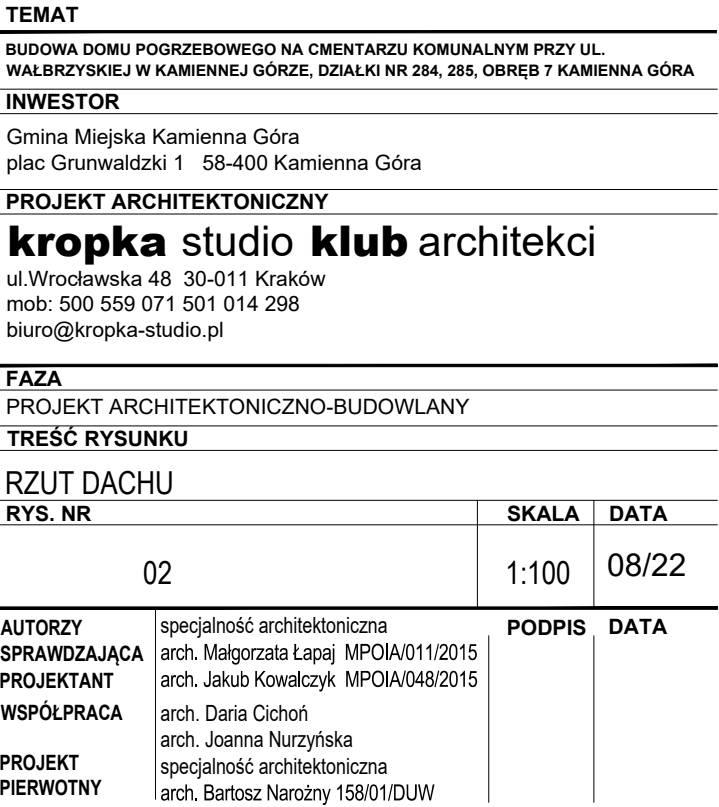 TEMAT
BUDOWA DOMU POGRZEBOWEGO NA CMENTARZU KOMUNALNYM PRZY UL.
WAŁBRZYSKIEJ W KAMIENNEJ GÓRZE, DZIAŁKI NR 284, 285, OBRĘB 7 KAMIENNA GÓRA
INWESTOR
Gmina Miejska Kamienna Góra
plac Grunwaldzki 1 58-400 Kamienna Góra
PROJEKT ARCHITEKTONICZNY
kropka studio klub architekci
ul.Wrocławska 48 30-011 Kraków
mob: 500 559 071 501 014 298
biuro@kropka-studio.pl
FAZA
PROJEKT ARCHITEKTONICZNO-BUDOWLANY
TREŚĆ RYSUNKU
RZUT DACHU
RYS. NR SKALA DATA
02 1:100 08/22
AUTORZY specjalność architektoniczna PODPIS DATA
SPRAWDZAJĄCA arch. Małgorzata Łapaj MPOIA/011/2015
PROJEKTANT arch. Jakub Kowalczyk MPOIA/048/2015
WSPÓŁPRACA arch. Daria Cichoń
arch. Joanna Nurzyńska
PROJEKT specjalność architektoniczna
PIERWOTNY arch. Bartosz Narożny 158/01/DUW